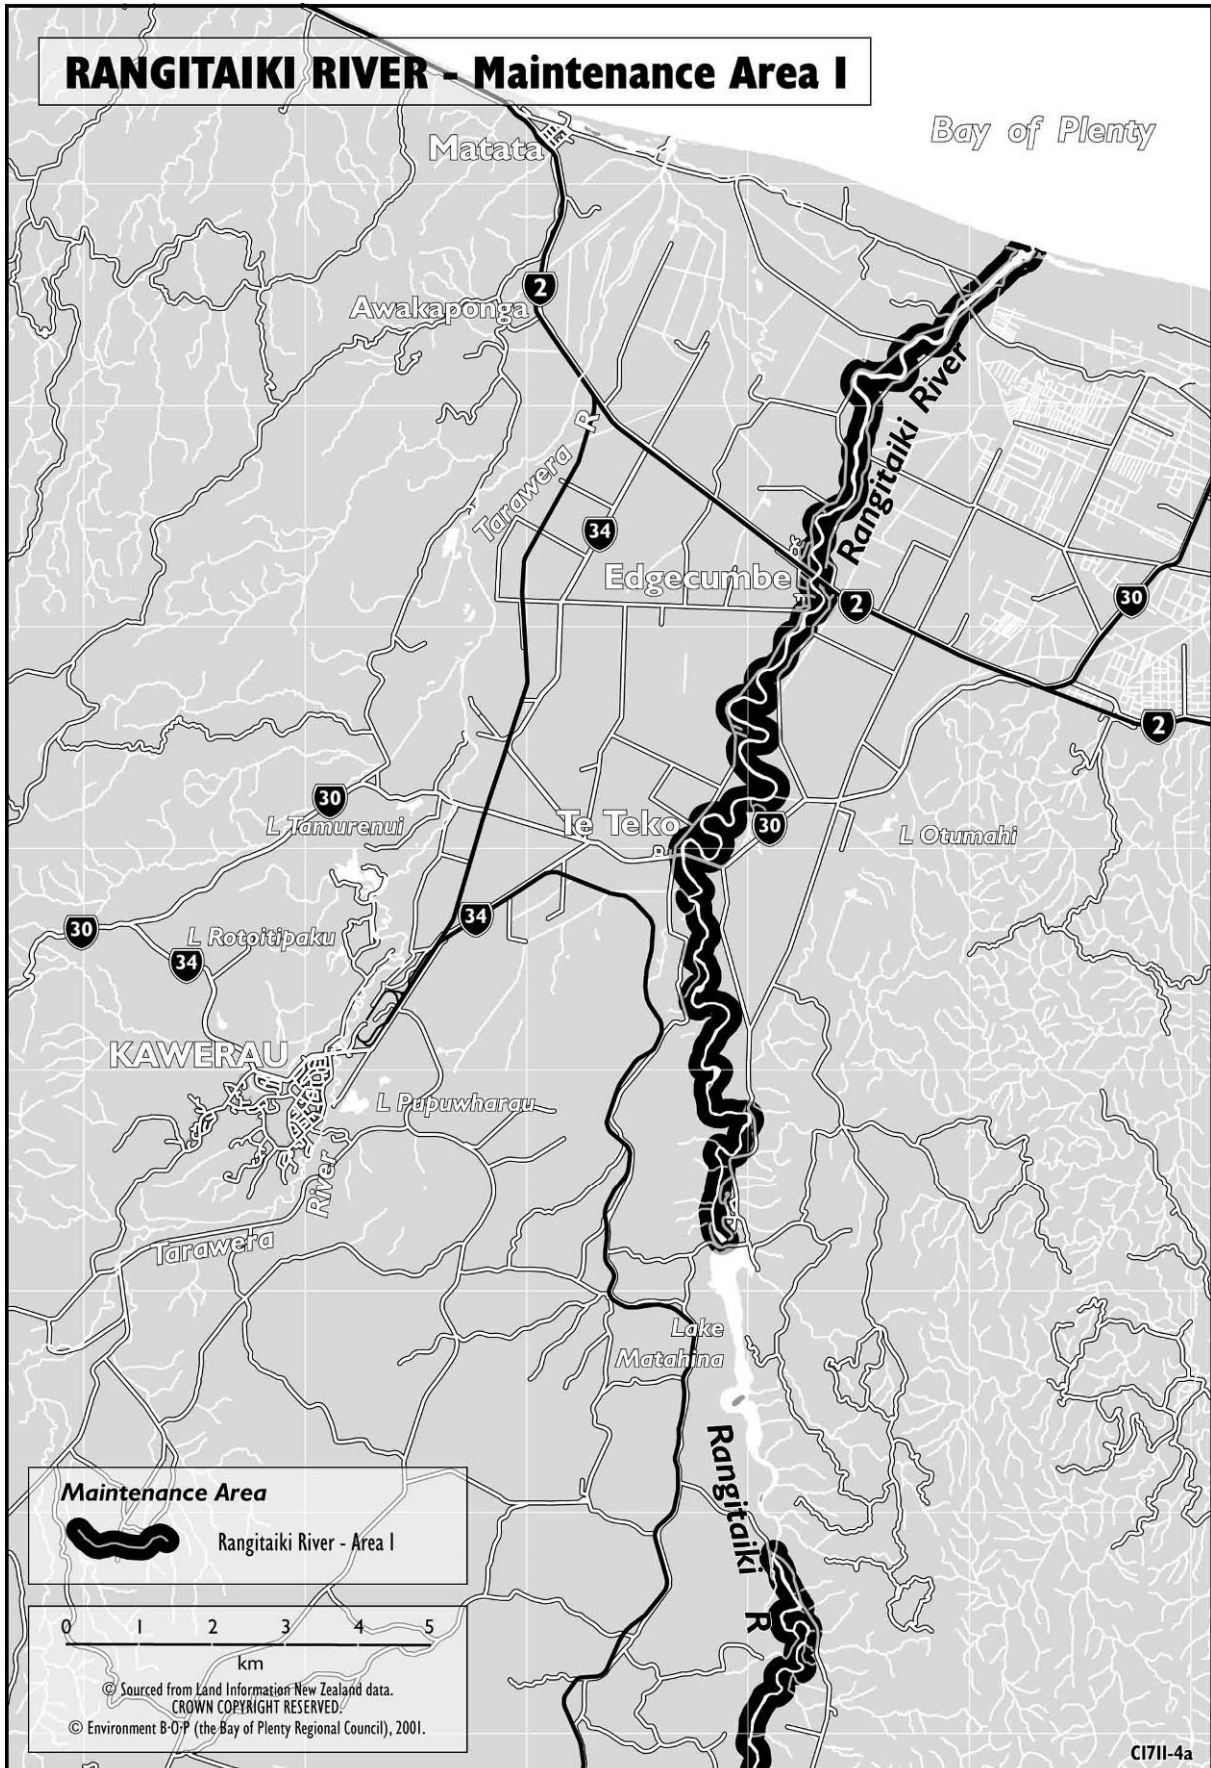 RANGITAIKI RIVER - Maintenance Area I
Bay of Plenty
Matata
2
Awakaponga
Rangitaiki River
Tarawera R
34
Edgecumbe
2
30
2
30
L Tamurenui
Te Teko
30
L Otumahi
34
30
L Rotoitipaku
34
KAWERAU
L Pupuwharau
River
Tarawera
Lake
Matahina
Rangitaiki R
Maintenance Area
Rangitaiki River - Area I
0 1 2 3 4 5
km
© Sourced from Land Information New Zealand data.
CROWN COPYRIGHT RESERVED.
© Environment B·O·P (the Bay of Plenty Regional Council), 2001.
C1711-4a